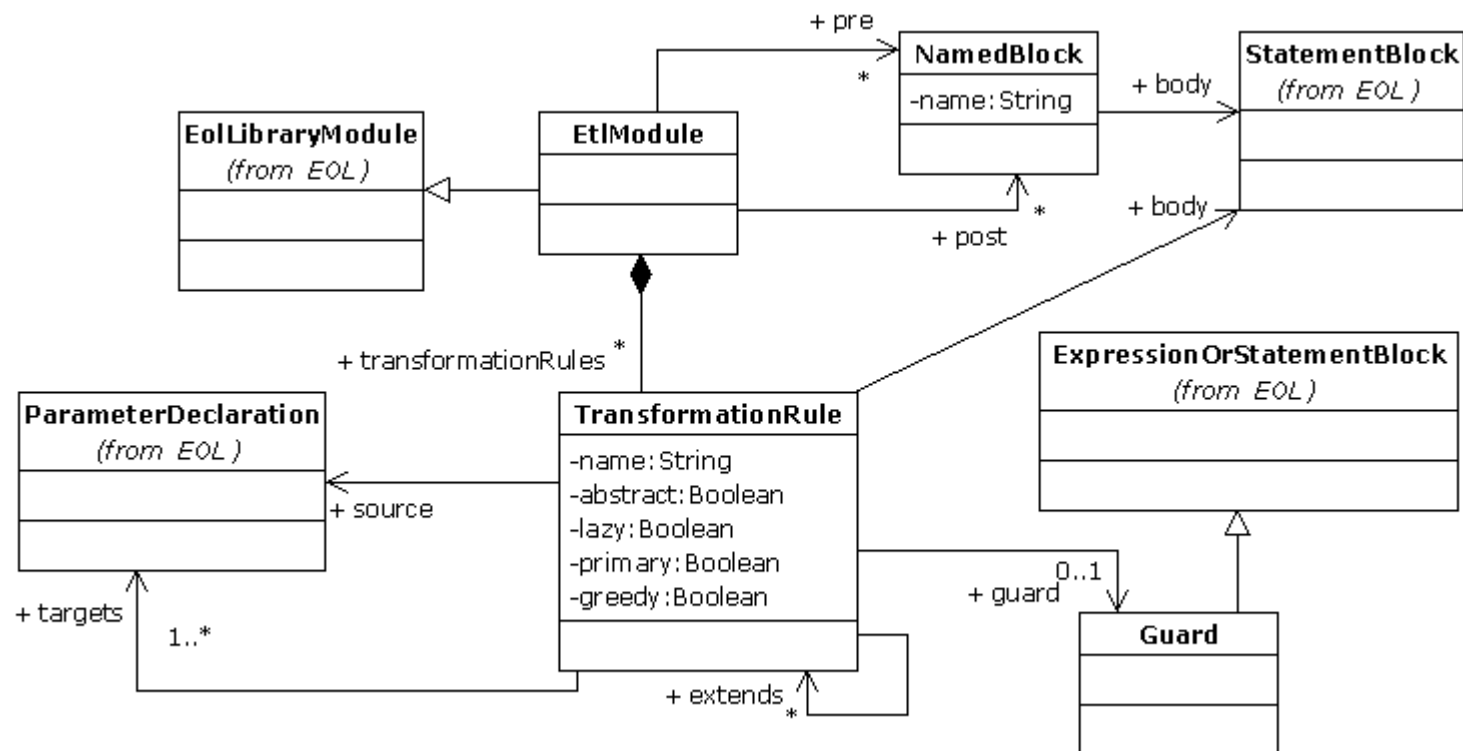 + pre
*
NamedBlock
-name:String
StatementBlock
(from EOL)
+ body
EolLibraryModule
(from EOL)
EtlModule
*
+ post
+ body
+ transformationRules
*
ExpressionOrStatementBlock
(from EOL)
ParameterDeclaration
(from EOL)
TransformationRule
-name:String
-abstract:Boolean
-lazy:Boolean
-primary:Boolean
-greedy:Boolean
+ source
+ targets
1..*
0..1
+ guard
Guard
+ extends
*